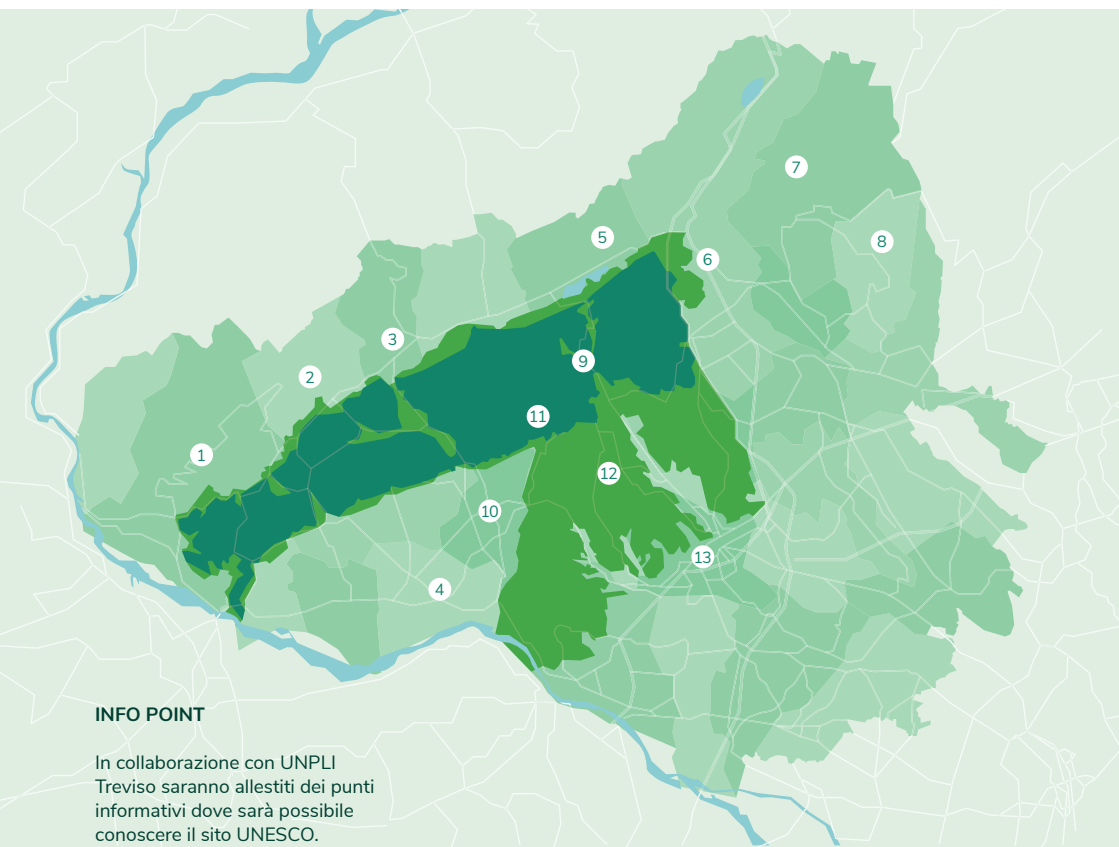 7
8
5
6
3
9
2
11
1
12
10
13
4
INFO POINT
In collaborazione con UNPLI
Treviso saranno allestiti dei punti
informativi dove sarà possibile
conoscere il sito UNESCO.